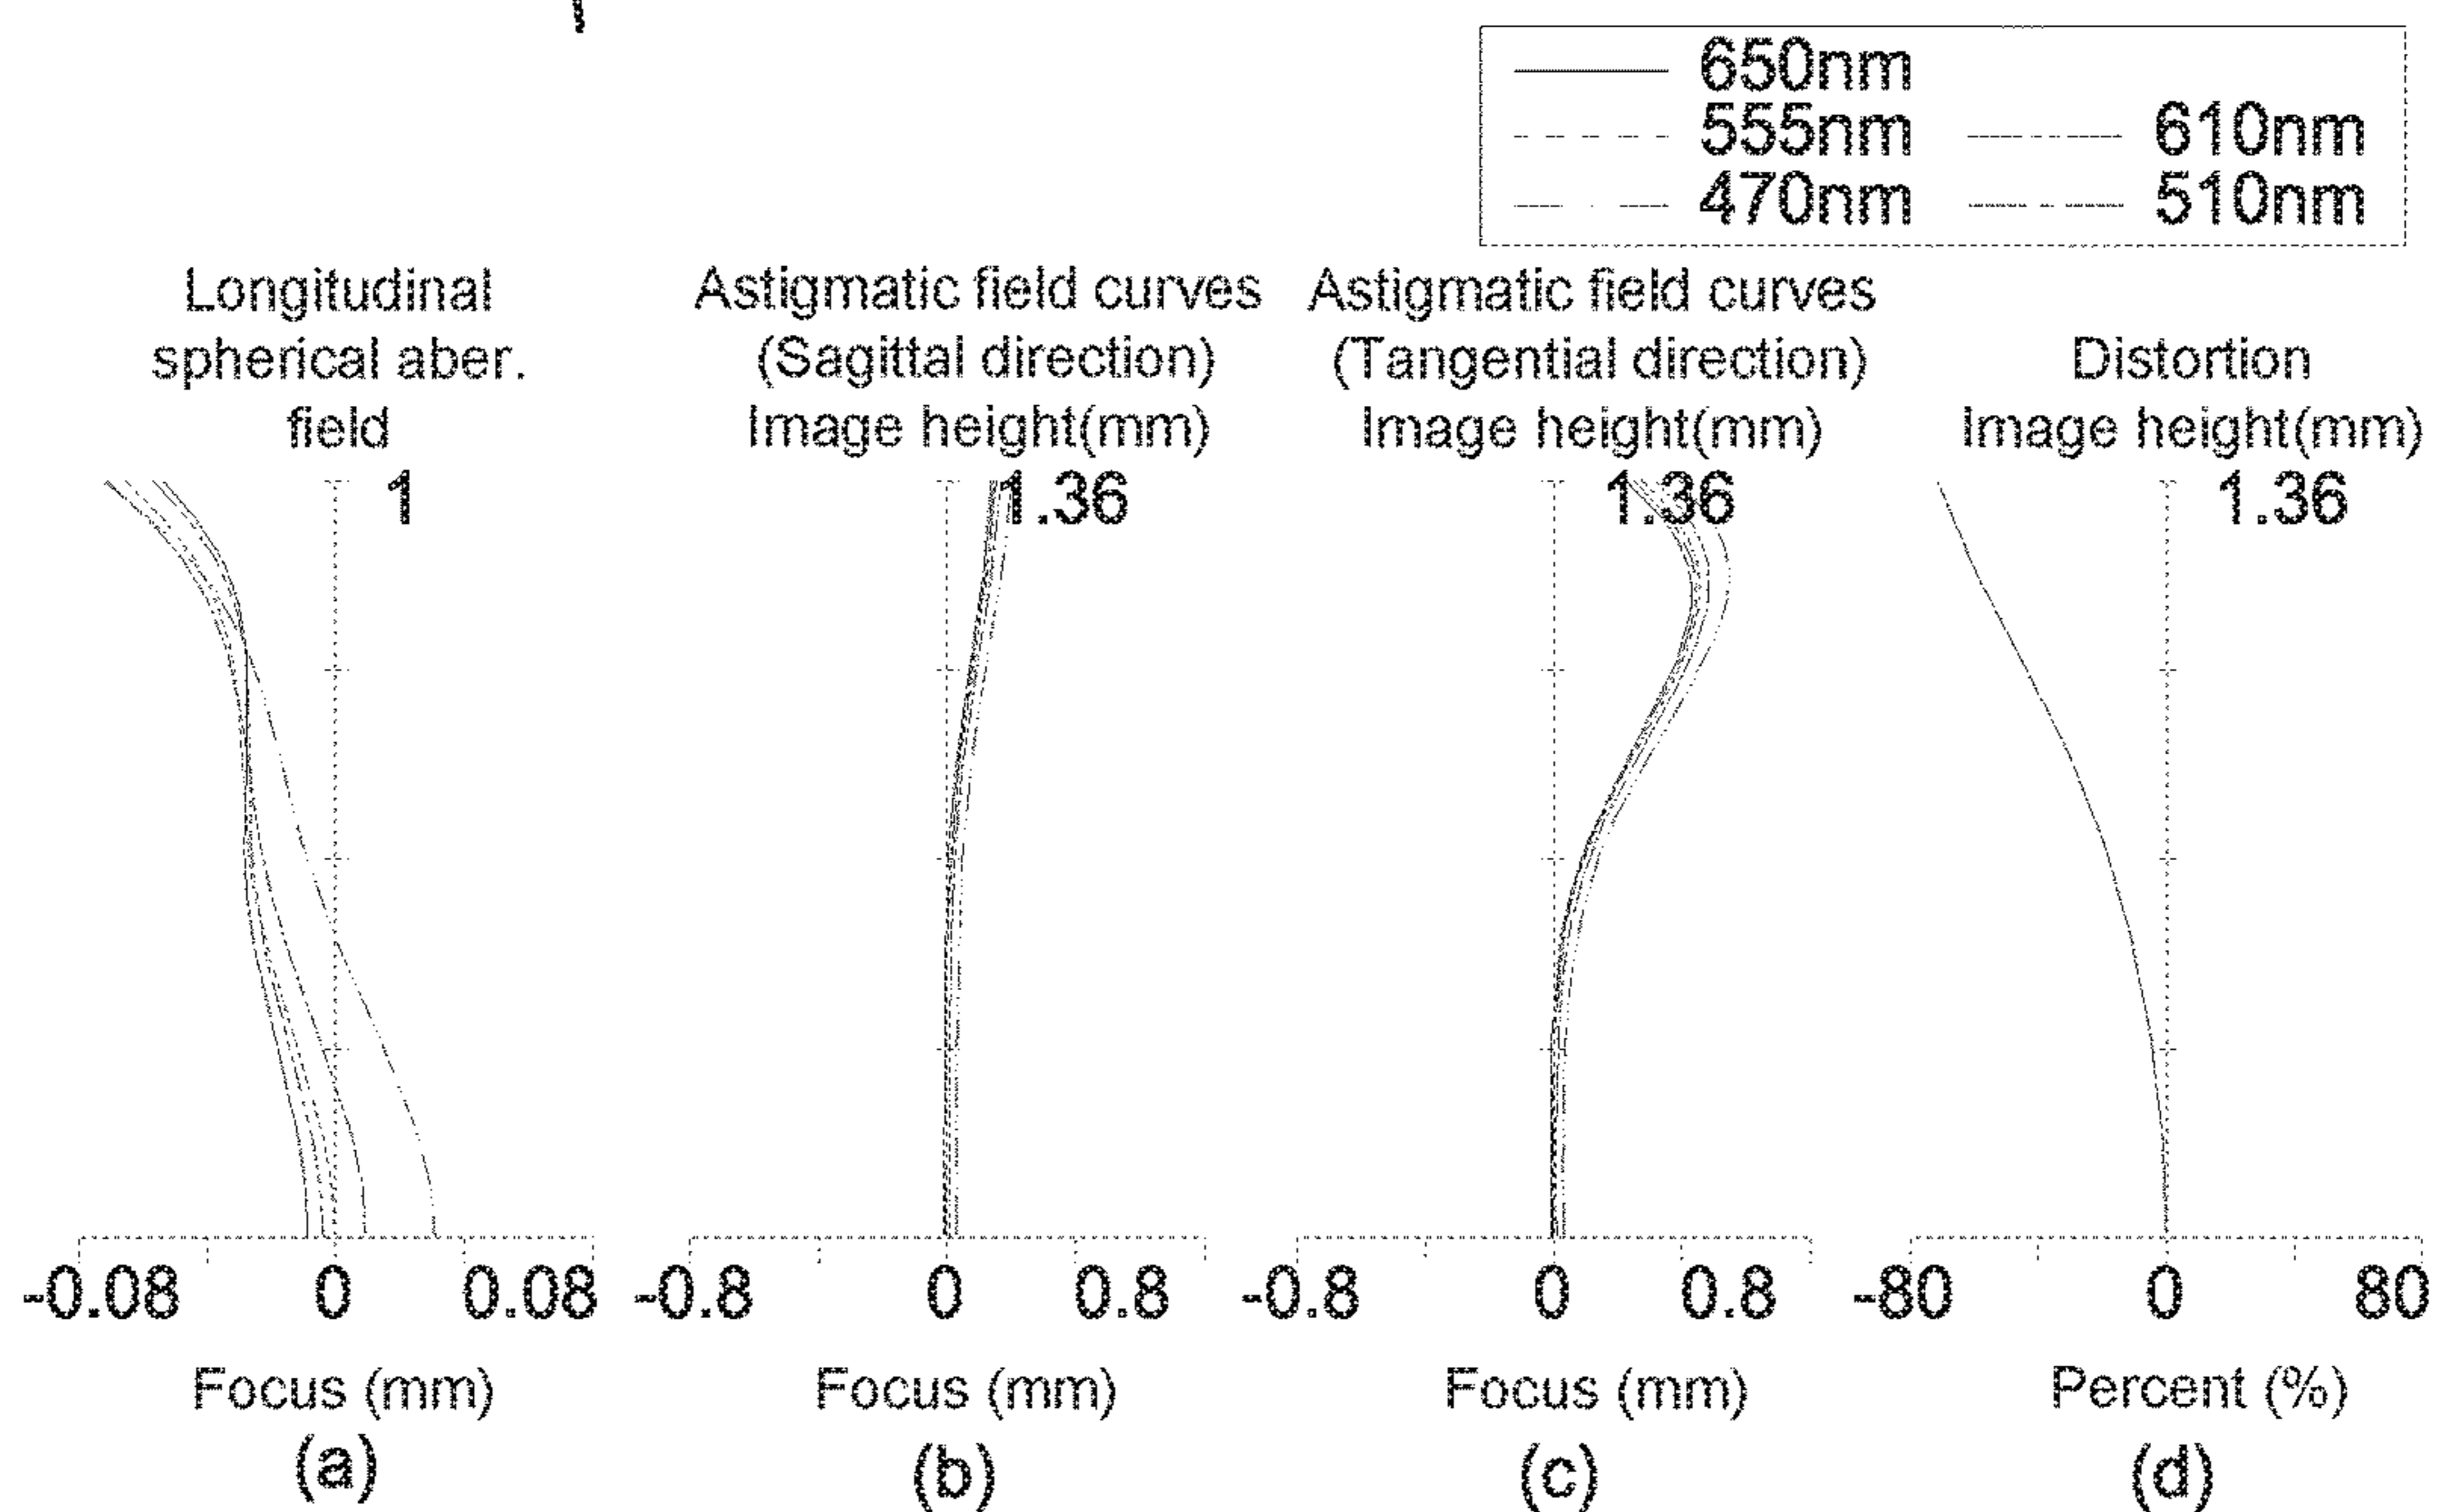 650nm
555nm 610nm
470nm 510nm
Longitudinal
spherical aber.
field
1
Astigmatic field curves
(Sagittal direction)
Image height(mm)
1.36
Astigmatic field curves
(Tangential direction)
Image height(mm)
1.36
Distortion
Image height(mm)
1.36
-0.08 0 0.08
-0.8 0 0.8
-0.8 0 0.8
-80 0 80
Focus (mm)
Focus (mm)
Focus (mm)
Percent (%)
(a)
(b)
(c)
(d)